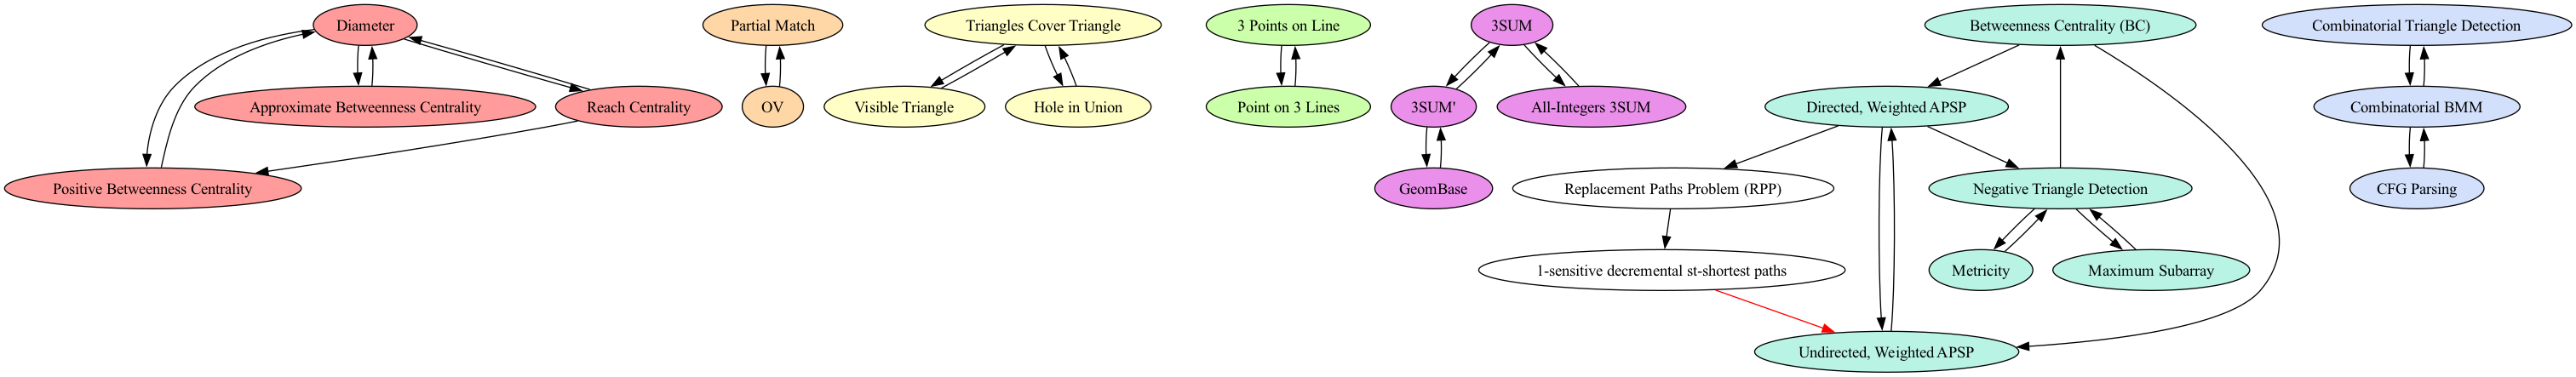 Diameter
Partial Match
Triangles Cover Triangle
3 Points on Line
3SUM
Betweenness Centrality (BC)
Combinatorial Triangle Detection
Approximate Betweenness Centrality
Reach Centrality
OV
Visible Triangle
Hole in Union
Point on 3 Lines
3SUM'
All-Integers 3SUM
Directed, Weighted APSP
Combinatorial BMM
Positive Betweenness Centrality
GeomBase
Replacement Paths Problem (RPP)
Negative Triangle Detection
CFG Parsing
1-sensitive decremental st-shortest paths
Metricity
Maximum Subarray
Undirected, Weighted APSP